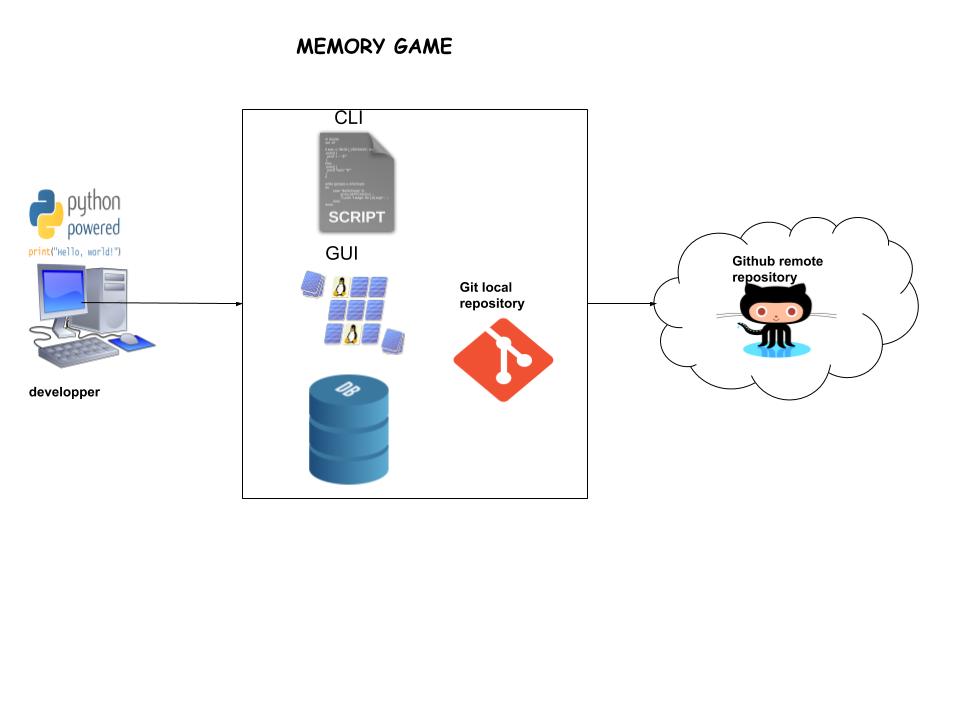 MEMORY GAME
CLI
SCRIPT
python
powered
print("Hello, world!")
GUI
Git local
repository
DB
developper
Github remote
repository